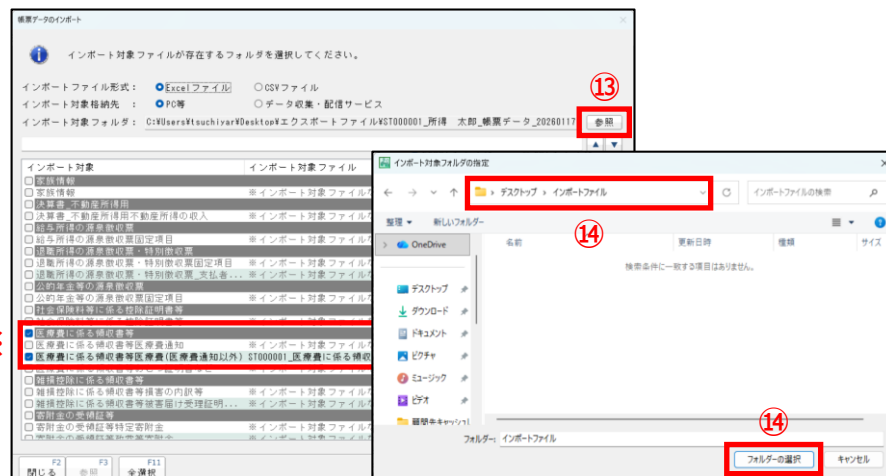 帳票データのインポート
インポート対象ファイルが存在するフォルダを選択してください。
インポートファイル形式： Excelファイル CSVファイル
インポート対象格納先 ： PC等 データ収集・配信サービス
インポート対象フォルダ： C:¥Users¥tsuchiyar¥Desktop¥エクスポートファイル¥ST000001_所得 太郎_帳票データ_20260117 参照
⑬
▲ ▼
インポート対象 インポート対象ファイル
家族情報
家族情報 ※インポート対象ファイルな
決算書_不動産所得用
決算書_不動産所得用不動産所得の収入 ※インポート対象ファイルな
給与所得の源泉徴収票
給与所得の源泉徴収票固定項目 ※インポート対象ファイルな
退職所得の源泉徴収票・特別徴収票
退職所得の源泉徴収票・特別徴収票固定項目 ※インポート対象ファイルな
退職所得の源泉徴収票・特別徴収票_支払者... ※インポート対象ファイルな
公的年金等の源泉徴収票
公的年金等の源泉徴収票固定項目 ※インポート対象ファイルな
社会保険料等に係る控除証明書等
医療費に係る領収書等
医療費に係る領収書等医療費通知 ※インポート対象ファイルな
医療費に係る領収書等医療費(医療費通知以外) ST000001_医療費に係る領収
雑損控除に係る領収書等
雑損控除に係る領収書等損害の内訳等 ※インポート対象ファイルな
雑損控除に係る領収書等被害届け受理証明... ※インポート対象ファイルな
寄附金の受領証等
寄附金の受領証等特定寄附金 ※インポート対象ファイルな
F2 F3 F11
閉じる 参照 全選択
インポート対象フォルダの指定
デスクトップ › インポートファイル
インポートファイルの検索
⑭
整理 新しいフォルダー
OneDrive
名前 更新日時 種類 サイズ
検索条件に一致する項目はありません。
デスクトップ
ダウンロード
ドキュメント
ピクチャ
ミュージック
ビデオ
フォルダー: インポートファイル
⑭
フォルダーの選択 キャンセル